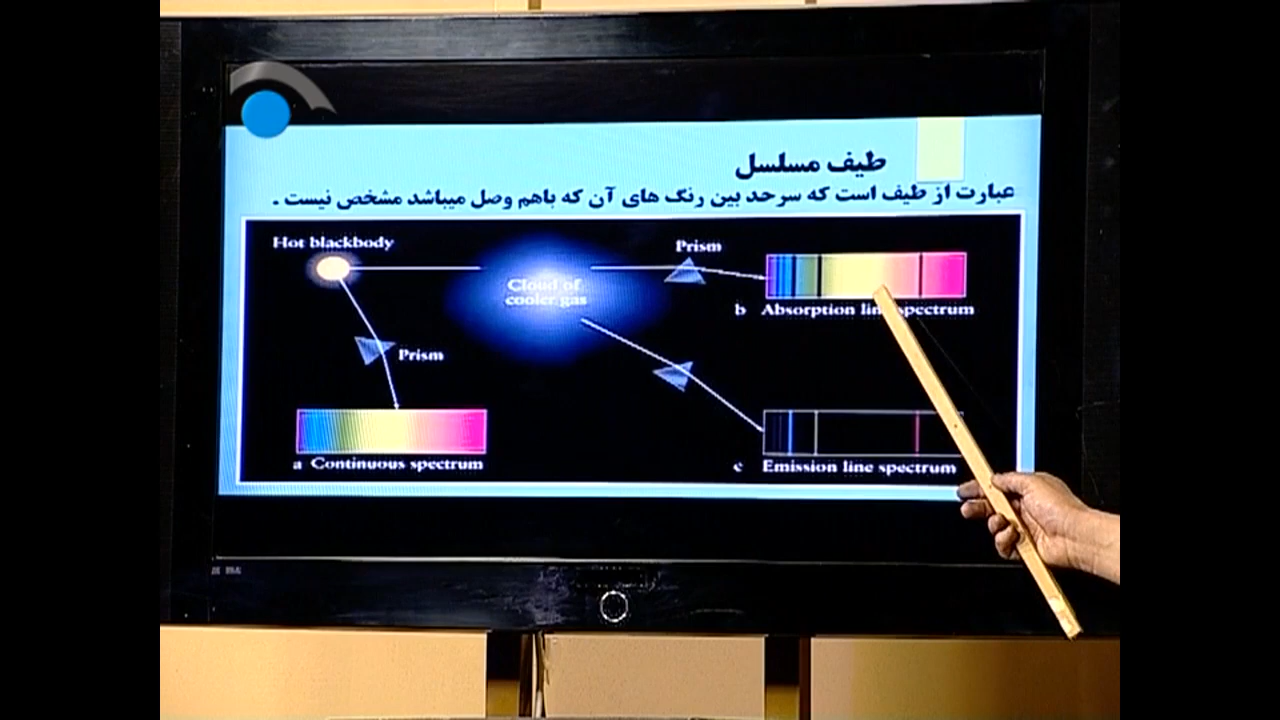 طیف مسلسل
عبارت از طیف است که سرحد بین رنگ های آن که باهم وصل میباشد مشخص نیست .
Hot blackbody
Prism
Cloud of
cooler gas
b Absorption line spectrum
Prism
a Continuous spectrum
c Emission line spectrum